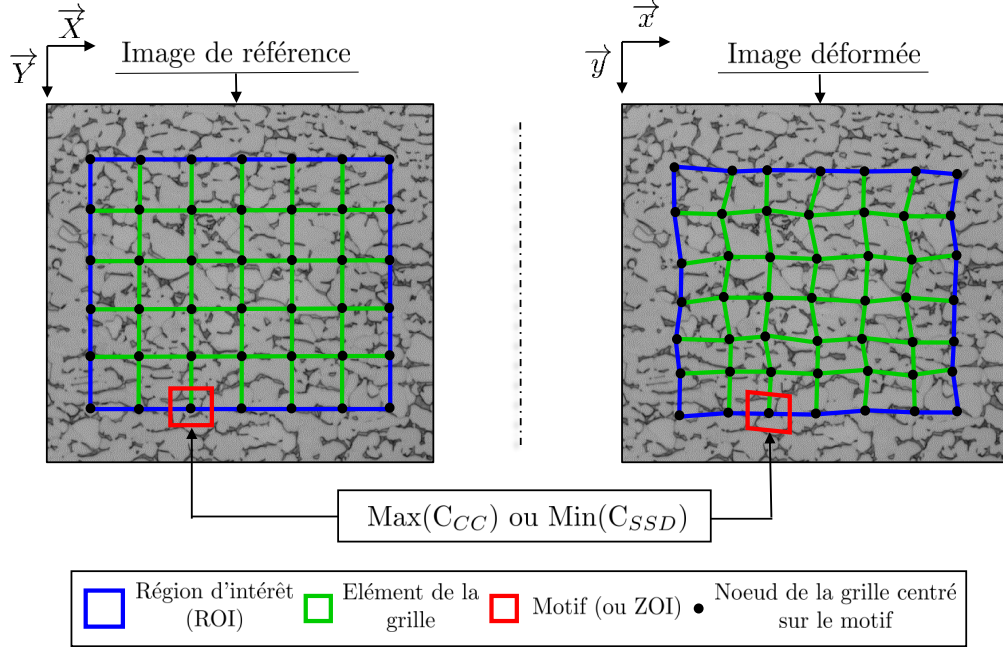 X
Y
Image de référence
x
y
Image déformée
Max(C_CC) ou Min(C_SSD)
Région d'intérêt
(ROI)
Elément de la
grille
Motif (ou ZOI)
Noeud de la grille centré
sur le motif